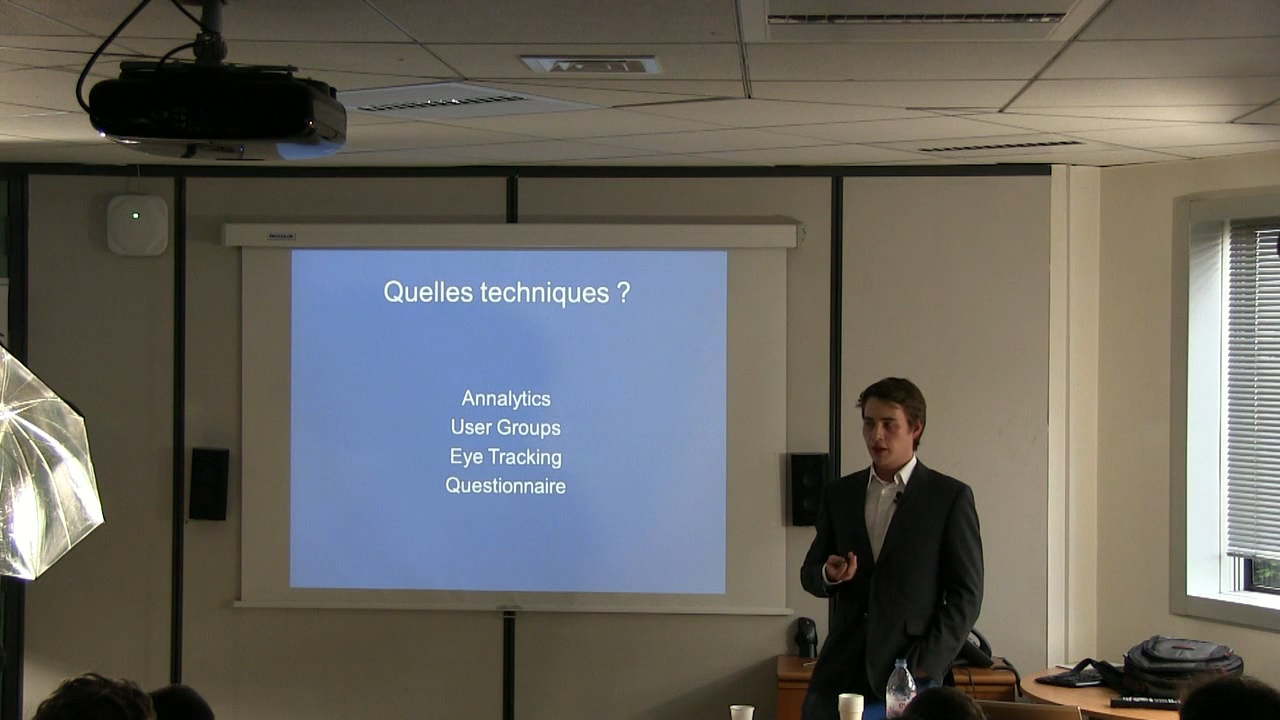 Quelles techniques ?
Annalytics
User Groups
Eye Tracking
Questionnaire